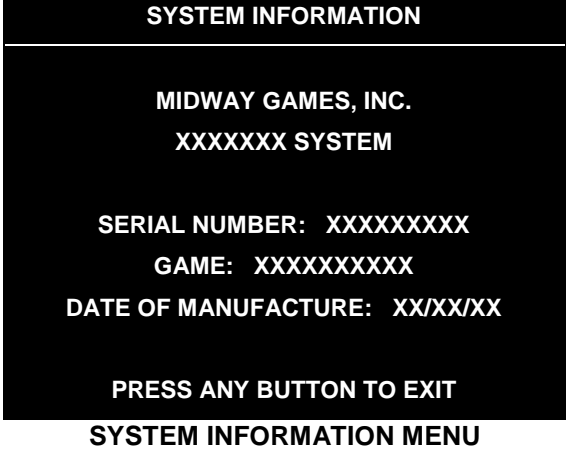 SYSTEM INFORMATION
MIDWAY GAMES, INC.
XXXXXXX SYSTEM
SERIAL NUMBER: XXXXXXXXX
GAME: XXXXXXXXXX
DATE OF MANUFACTURE: XX/XX/XX
PRESS ANY BUTTON TO EXIT
SYSTEM INFORMATION MENU